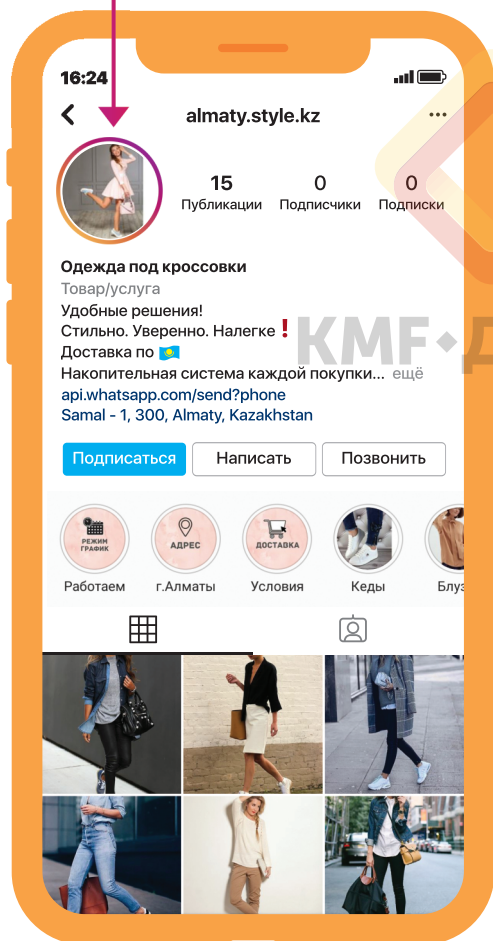 16:24
almaty.style.kz
15 0 0
Публикации Подписчики Подписки
Одежда под кроссовки
Товар/услуга
Удобные решения!
Стильно. Уверенно. Налегке❗
Доставка по 🇰🇿
Накопительная система каждой покупки... ещё
api.whatsapp.com/send?phone
Samal - 1, 300, Almaty, Kazakhstan
KMF
Подписаться Написать Позвонить
РЕЖИМ
ГРАФИК
АДРЕС
ДОСТАВКА
Работаем г.Алматы Условия Кеды Блуз